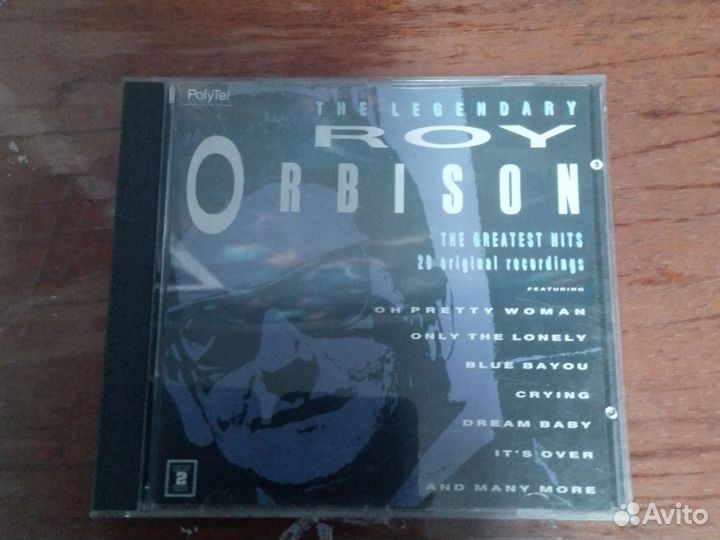 PolyTel
THE LEGENDARY
ROY
ORBISON
THE GREATEST HITS
20 original recordings
FEATURING
OH PRETTY WOMAN
ONLY THE LONELY
BLUE BAYOU
CRYING
DREAM BABY
IT'S OVER
AND MANY MORE
2
Avito